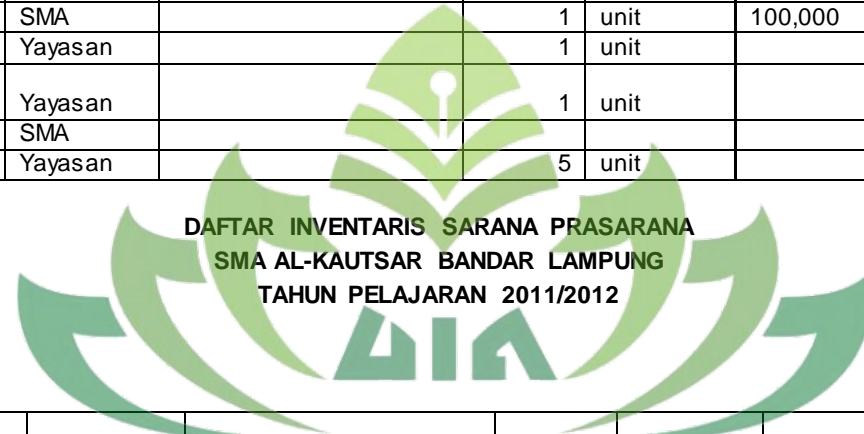 SMA 1 unit 100,000
Yayasan 1 unit
Yayasan 1 unit
SMA
Yayasan 5 unit
DAFTAR INVENTARIS SARANA PRASARANA
SMA AL-KAUTSAR BANDAR LAMPUNG
TAHUN PELAJARAN 2011/2012